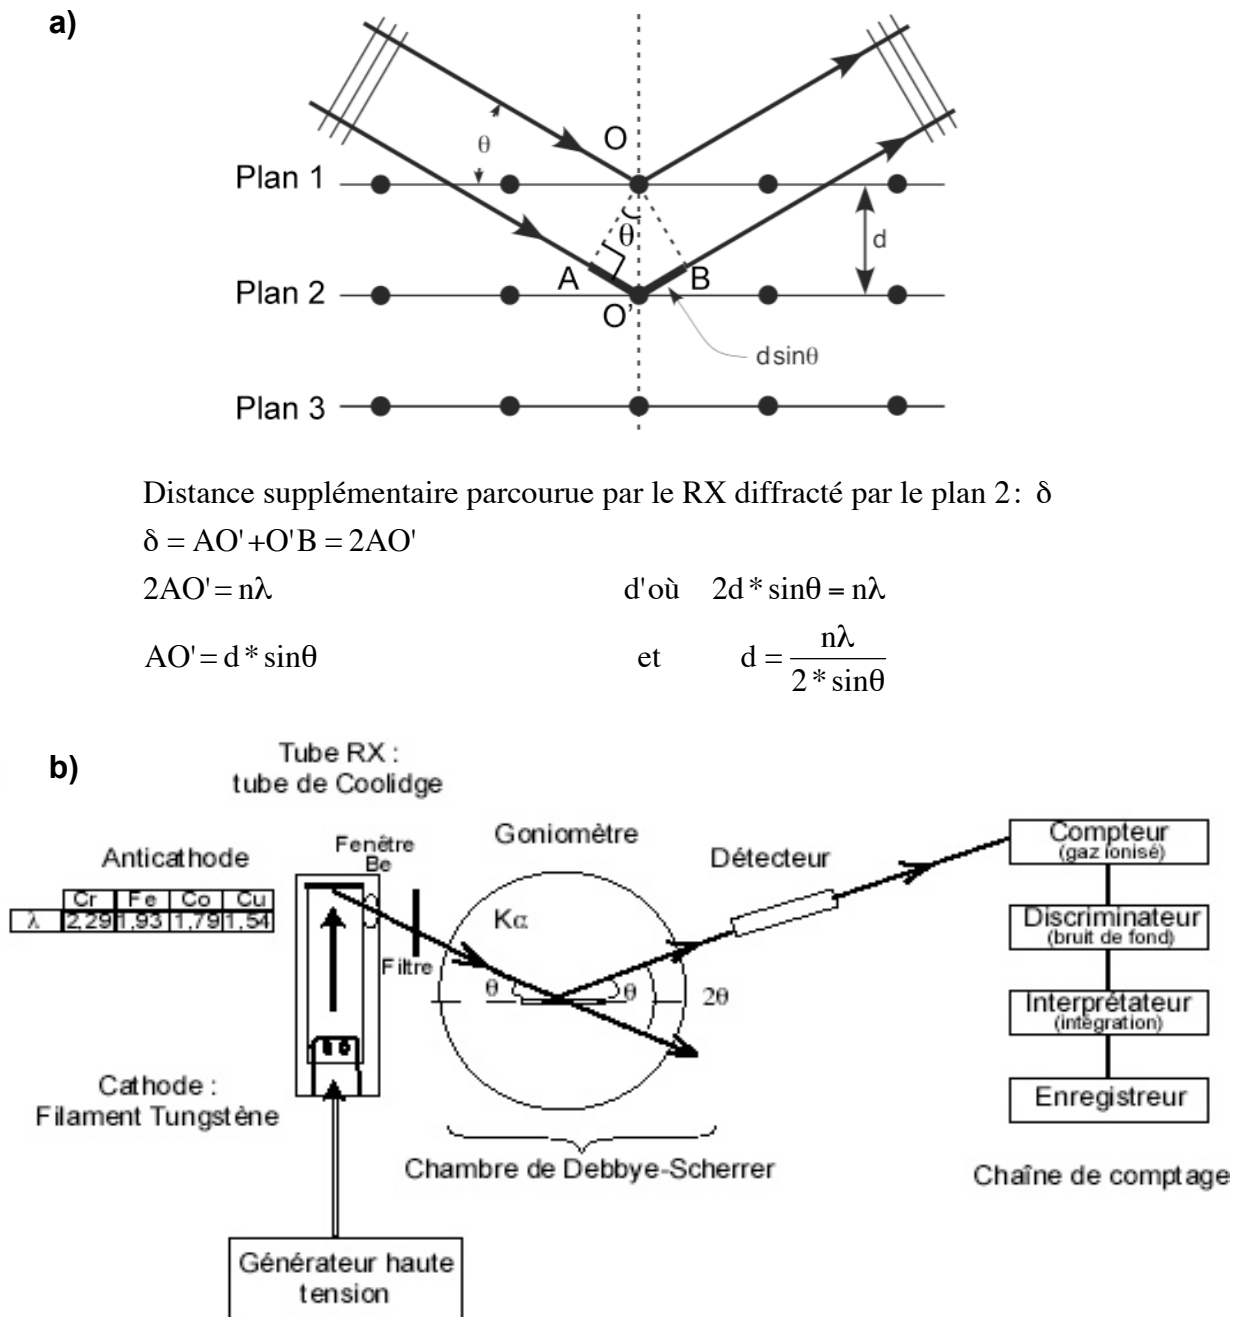 a)
θ
O
Plan 1
θ
d
A
B
Plan 2
O'
dsinθ
Plan 3
Distance supplémentaire parcourue par le RX diffracté par le plan 2: δ
δ = AO'+O'B = 2AO'
2AO'= nλ d'où 2d * sinθ = nλ
AO'= d * sinθ et d = nλ / 2 * sinθ
b)
Tube RX :
tube de Coolidge
Anticathode
Fenêtre
Be
Goniomètre
Détecteur
Compteur
(gaz ionisé)
Cr Fe Co Cu
λ 2,29 1,93 1,79 1,54
Kα
Filtre
Discriminateur
(bruit de fond)
θ
θ
2θ
Interprétateur
(intégration)
Cathode :
Filament Tungstène
Enregistreur
Chambre de Debbye-Scherrer
Chaîne de comptage
Générateur haute
tension